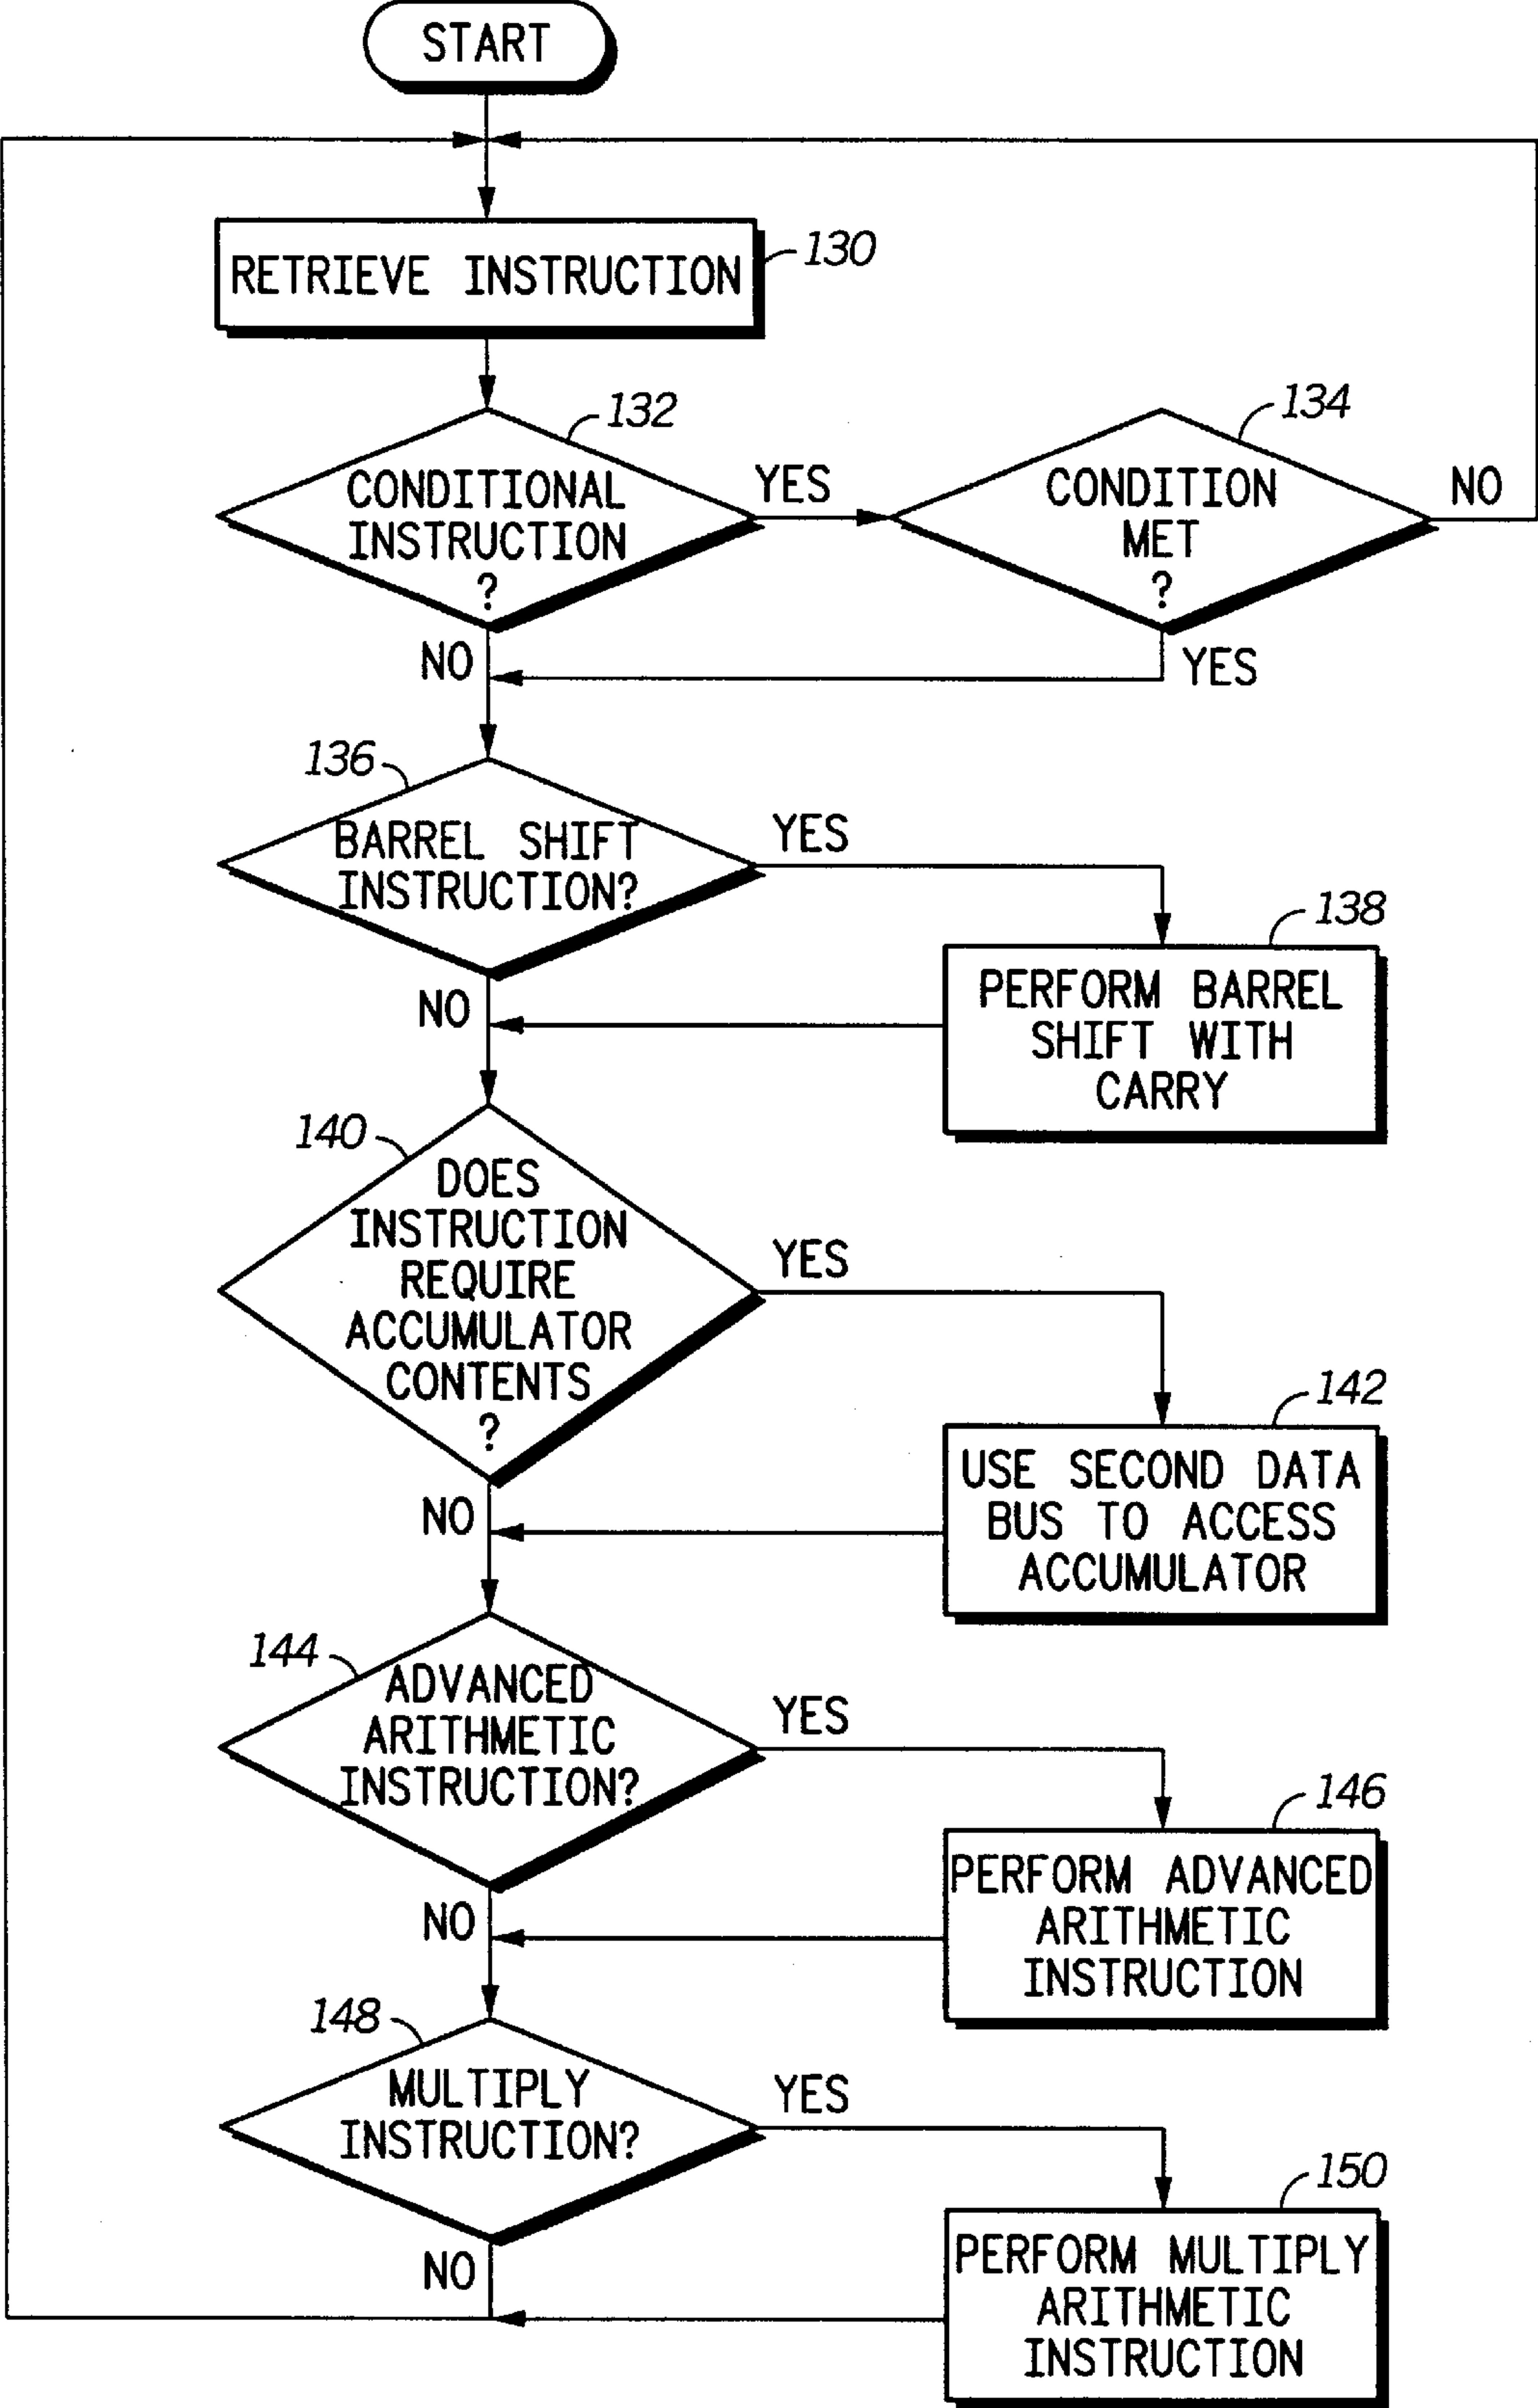 START
RETRIEVE INSTRUCTION
130
132
CONDITIONAL
INSTRUCTION
?
YES
NO
134
CONDITION
MET
?
NO
YES
136
BARREL SHIFT
INSTRUCTION?
YES
NO
138
PERFORM BARREL
SHIFT WITH
CARRY
140
DOES
INSTRUCTION
REQUIRE
ACCUMULATOR
CONTENTS
?
YES
NO
142
USE SECOND DATA
BUS TO ACCESS
ACCUMULATOR
144
ADVANCED
ARITHMETIC
INSTRUCTION?
YES
NO
146
PERFORM ADVANCED
ARITHMETIC
INSTRUCTION
148
MULTIPLY
INSTRUCTION?
YES
NO
150
PERFORM MULTIPLY
ARITHMETIC
INSTRUCTION